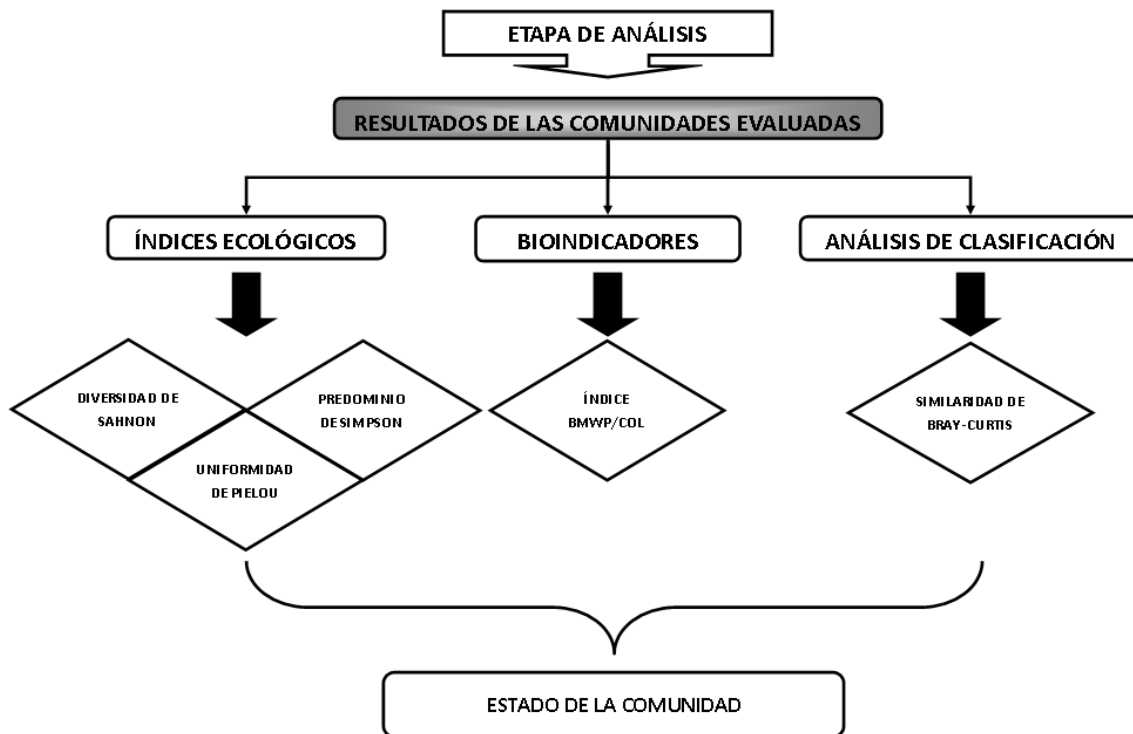 ETAPA DE ANÁLISIS
RESULTADOS DE LAS COMUNIDADES EVALUADAS
ÍNDICES ECOLÓGICOS
BIOINDICADORES
ANÁLISIS DE CLASIFICACIÓN
DIVERSIDAD DE
SAHNON
PREDOMINIO
DE SIMPSON
UNIFORMIDAD
DE PIELOU
ÍNDICE
BMWP/COL
SIMILARIDAD DE
BRAY-CURTIS
ESTADO DE LA COMUNIDAD